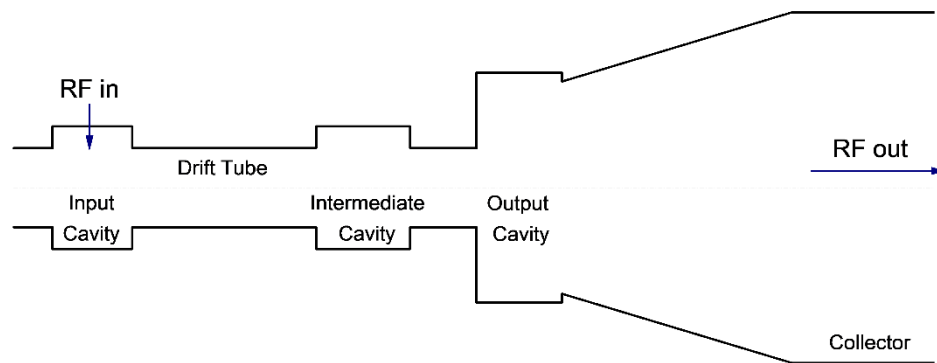 RF in
Drift Tube
RF out
Input
Cavity
Intermediate
Cavity
Output
Cavity
Collector